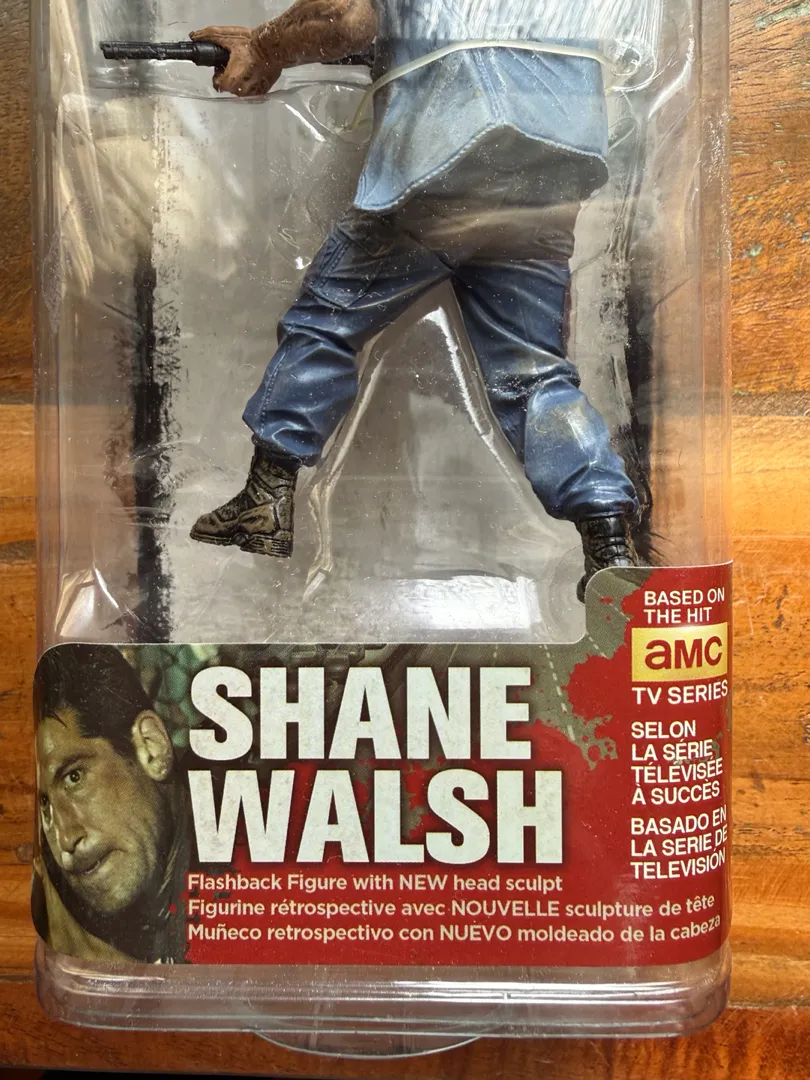 BASED ON
THE HIT
aMC
TV SERIES
SELON
LA SÉRIE
TÉLÉVISÉE
À SUCCÈS
BASADO EN
LA SERIE DE
TELEVISIÓN
SHANE
WALSH
Flashback Figure with NEW head sculpt
Figurine rétrospective avec NOUVELLE sculpture de tête
Muñeco retrospectivo con NUEVO moldeado de la cabeza